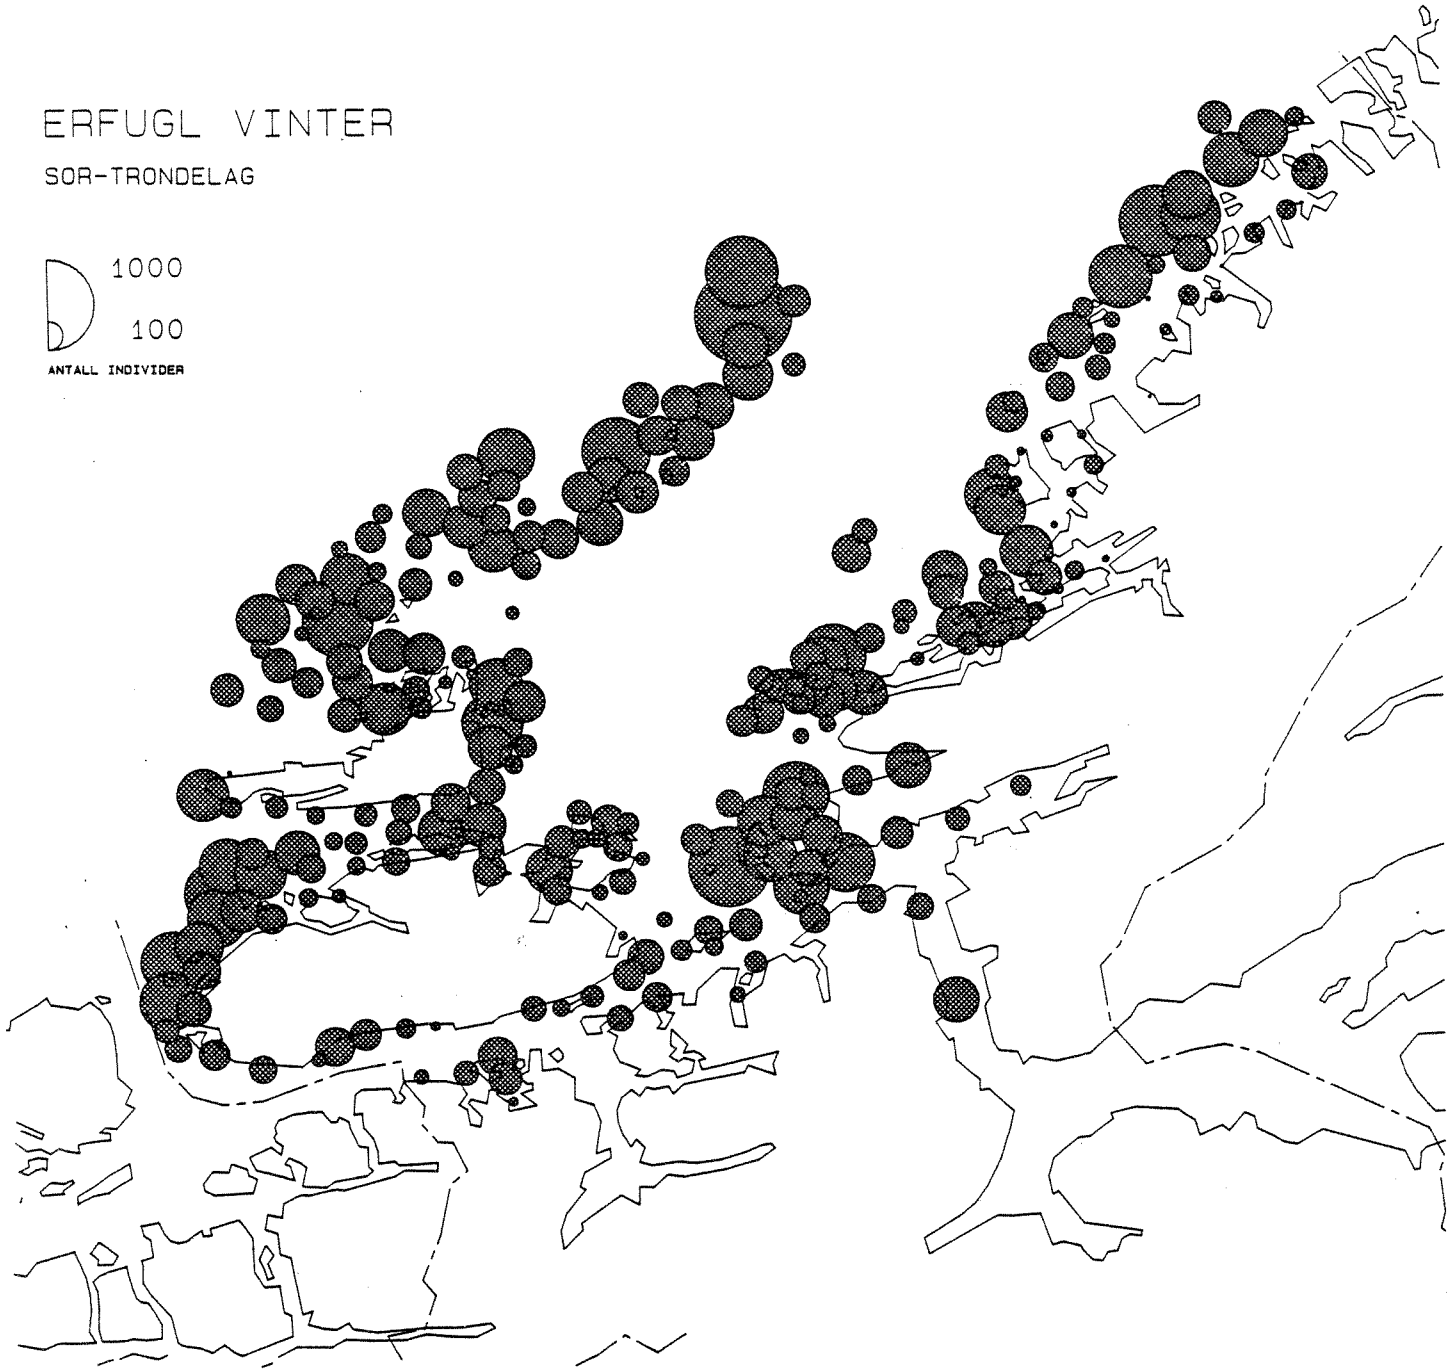 ERFUGL VINTER
SOR-TRONDELAG
1000
100
ANTALL INDIVIDER